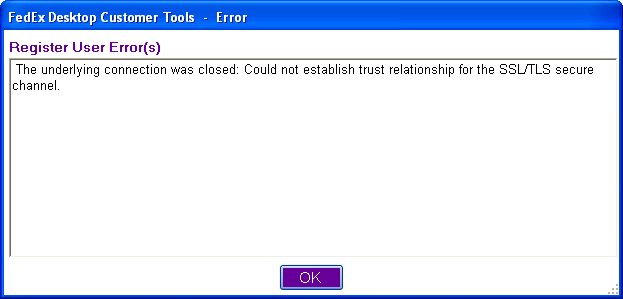 FedEx Desktop Customer Tools - Error
Register User Error(s)
The underlying connection was closed: Could not establish trust relationship for the SSL/TLS secure
channel.
OK